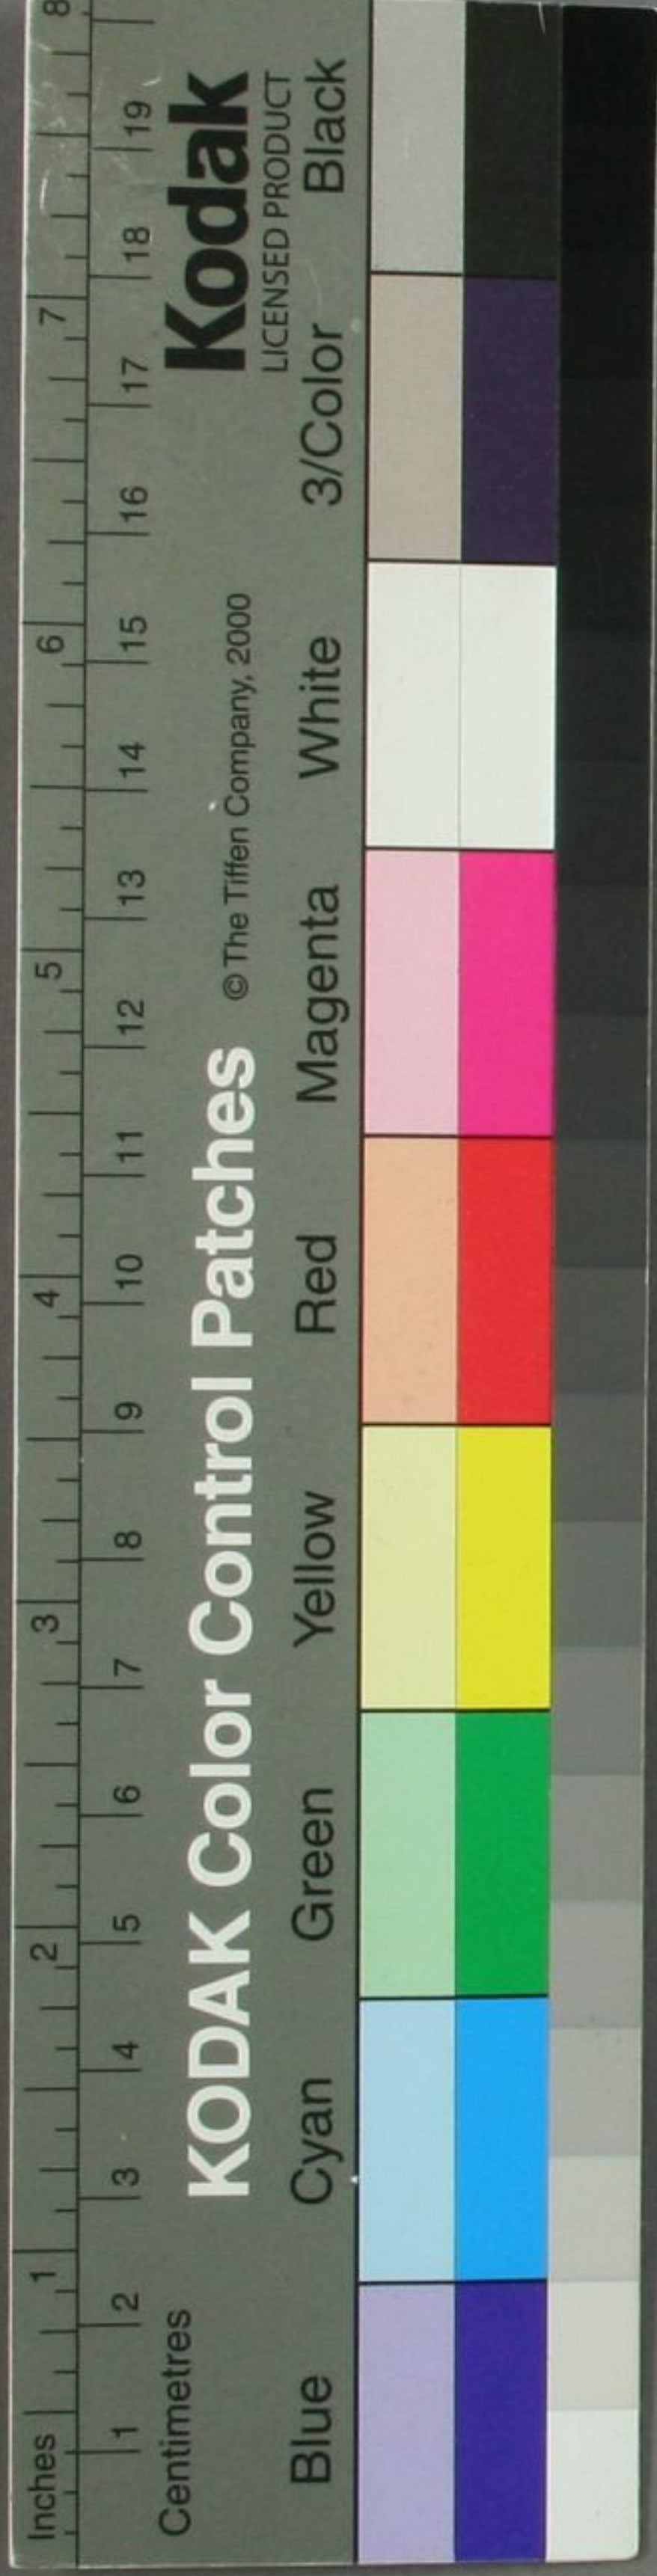 Inches 1 2 3 4 5 6 7 8
1 2 3 4 5 6 7 8 9 10 11 12 13 14 15 16 17 18 19
Centimetres
KODAK Color Control Patches © The Tiffen Company, 2000 Kodak
LICENSED PRODUCT
Blue Cyan Green Yellow Red Magenta White 3/Color Black